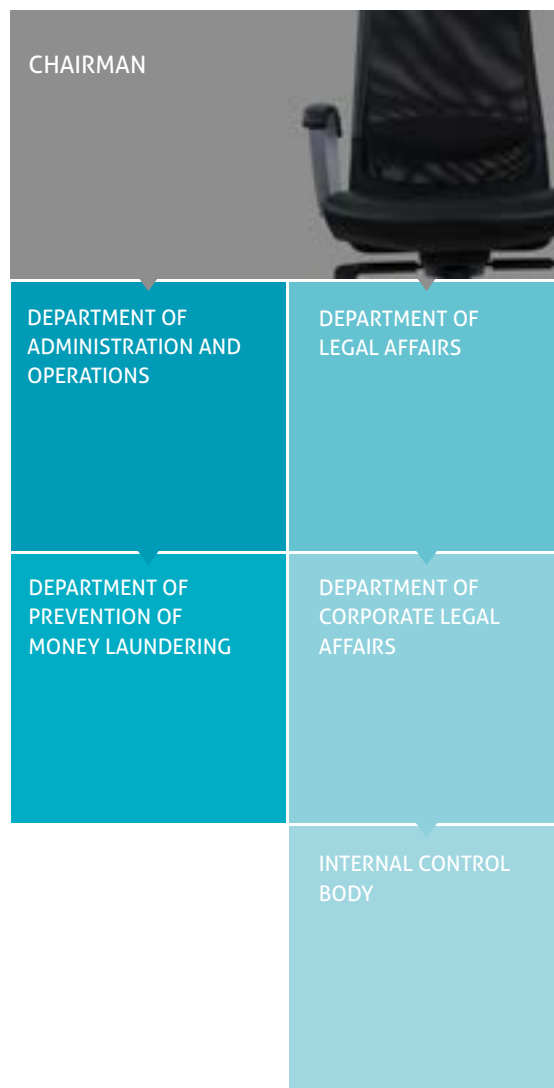 CHAIRMAN
DEPARTMENT OF
ADMINISTRATION AND
OPERATIONS
DEPARTMENT OF
LEGAL AFFAIRS
DEPARTMENT OF
PREVENTION OF
MONEY LAUNDERING
DEPARTMENT OF
CORPORATE LEGAL
AFFAIRS
INTERNAL CONTROL
BODY